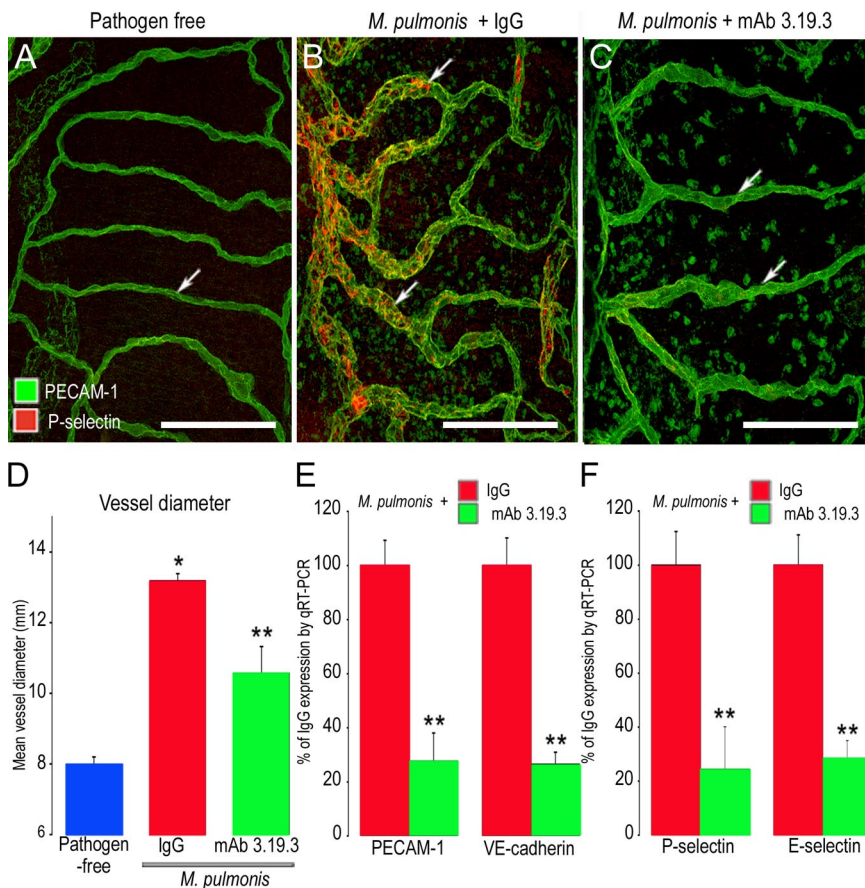 Pathogen free
M. pulmonis + IgG
M. pulmonis + mAb 3.19.3
A
B
C
PECAM-1
P-selectin
D
Vessel diameter
Mean vessel diameter (mm)
14
12
10
8
6
*
**
Pathogen
-free
IgG
mAb 3.19.3
M. pulmonis
E
M. pulmonis +
IgG
mAb 3.19.3
% of IgG expression by qRT-PCR
120
100
80
60
40
20
0
**
**
PECAM-1
VE-cadherin
F
M. pulmonis +
IgG
mAb 3.19.3
% of IgG expression by qRT-PCR
120
100
80
60
40
20
0
**
**
P-selectin
E-selectin